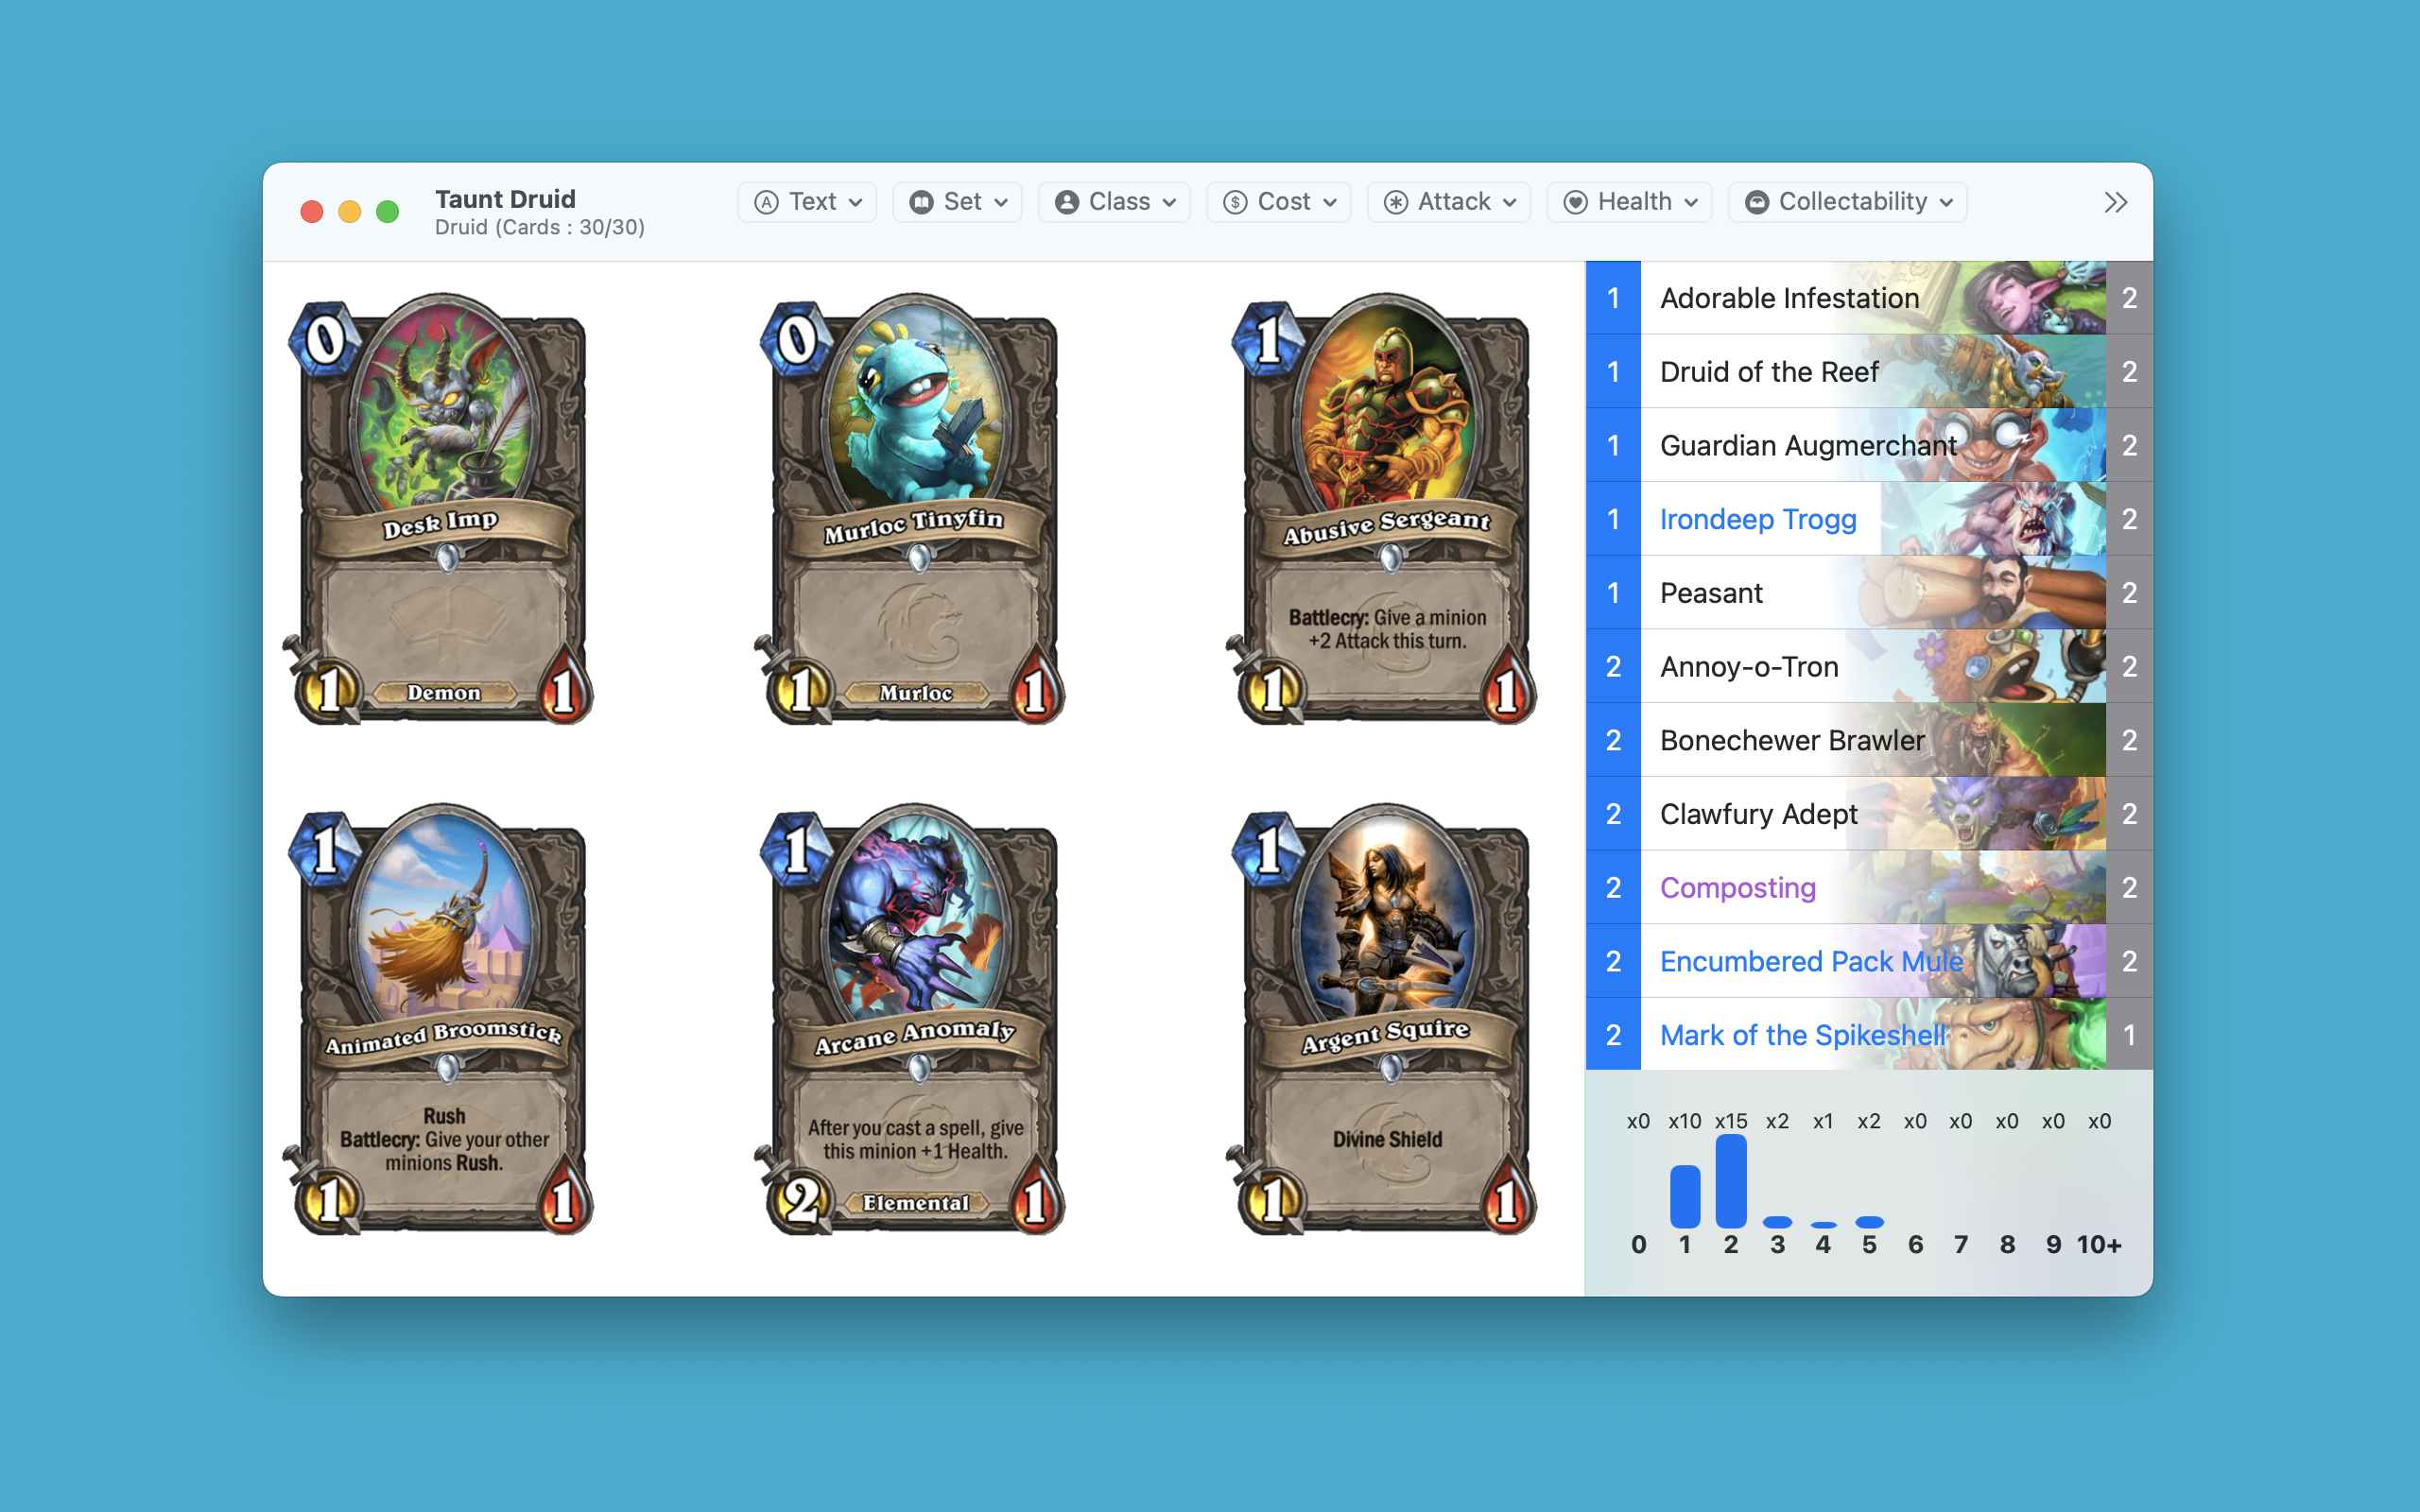 Taunt Druid
Druid (Cards : 30/30)
Text
Set
Class
Cost
Attack
Health
Collectability
0
Desk Imp
1
Demon
1
0
Murloc Tinyfin
1
Murloc
1
1
Abusive Sergeant
Battlecry: Give a minion
+2 Attack this turn.
1
1
1
Animated Broomstick
Rush
Battlecry: Give your other
minions Rush.
1
1
1
Arcane Anomaly
After you cast a spell, give
this minion +1 Health.
2
Elemental
1
1
Argent Squire
Divine Shield
1
1
1 Adorable Infestation 2
1 Druid of the Reef 2
1 Guardian Augmerchant 2
1 Irondeep Trogg 2
1 Peasant 2
2 Annoy-o-Tron 2
2 Bonechewer Brawler 2
2 Clawfury Adept 2
2 Composting 2
2 Encumbered Pack Mule 2
2 Mark of the Spikeshell 1
x0 x10 x15 x2 x1 x2 x0 x0 x0 x0 x0
0 1 2 3 4 5 6 7 8 9 10+